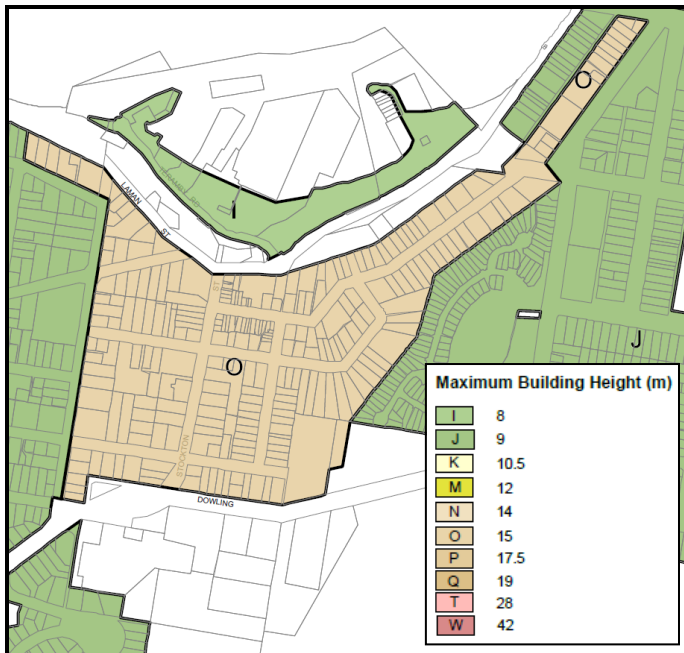 O
LAMAN
ST
I
ST
O
STOCKTON
DOWLING
J
Maximum Building Height (m)
I 8
J 9
K 10.5
M 12
N 14
O 15
P 17.5
Q 19
T 28
W 42